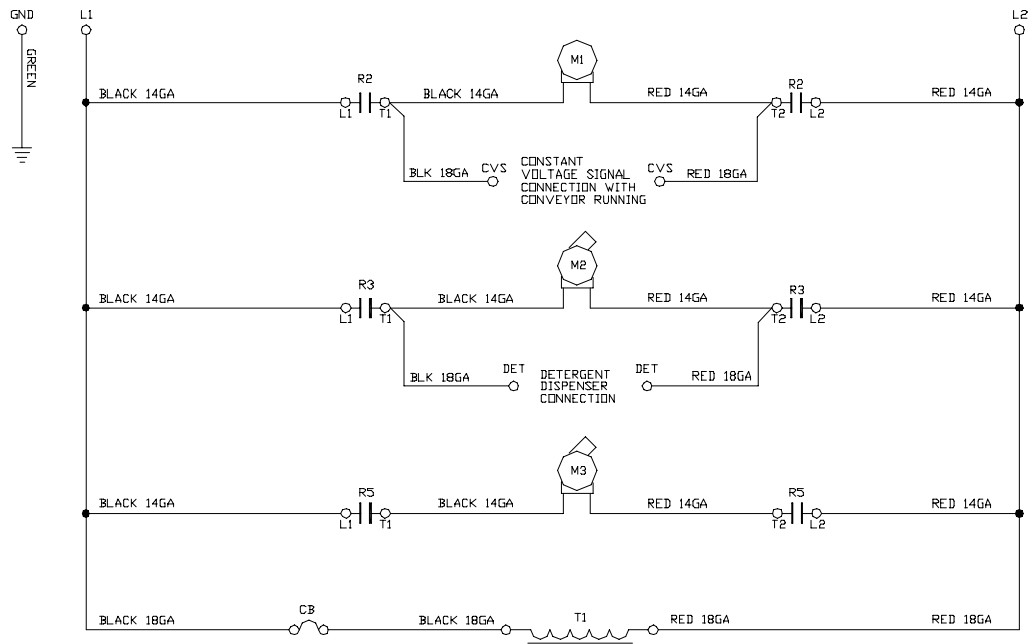 GND
L1
L2
GREEN
M1
R2
R2
BLACK 14GA
BLACK 14GA
RED 14GA
RED 14GA
L1
T1
T2
L2
BLK 18GA
CVS
CONSTANT
VOLTAGE SIGNAL
CONNECTION WITH
CONVEYOR RUNNING
CVS
RED 18GA
M2
R3
R3
BLACK 14GA
BLACK 14GA
RED 14GA
RED 14GA
L1
T1
T2
L2
BLK 18GA
DET
DETERGENT
DISPENSER
CONNECTION
DET
RED 18GA
M3
R5
R5
BLACK 14GA
BLACK 14GA
RED 14GA
RED 14GA
L1
T1
T2
L2
CB
T1
BLACK 18GA
BLACK 18GA
RED 18GA
RED 18GA